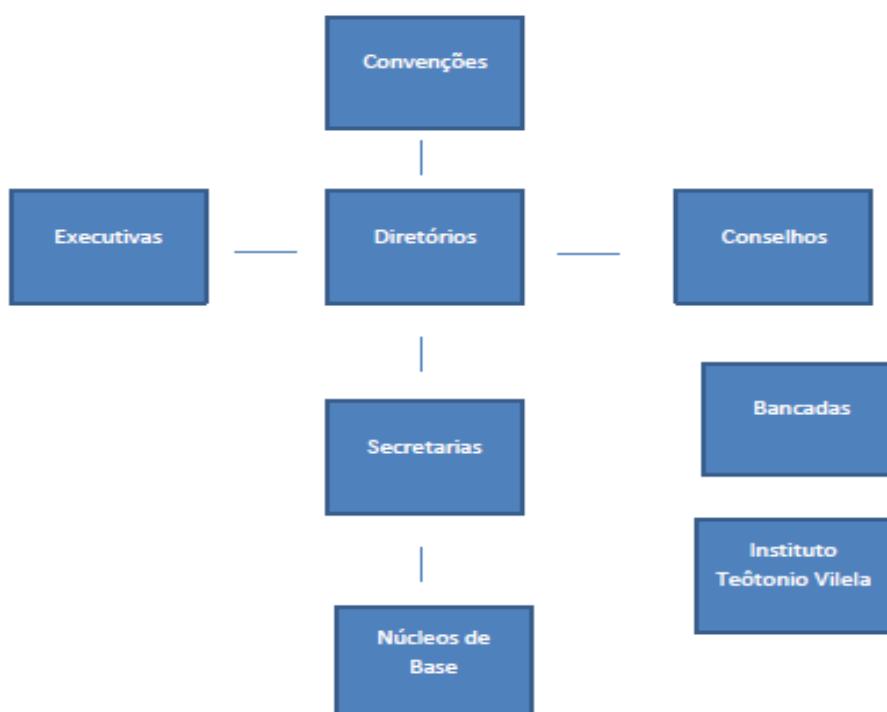 Convenções
Executivas
Diretórios
Conselhos
Bancadas
Secretarias
Instituto
Teôtonio Vilela
Núcleos de
Base